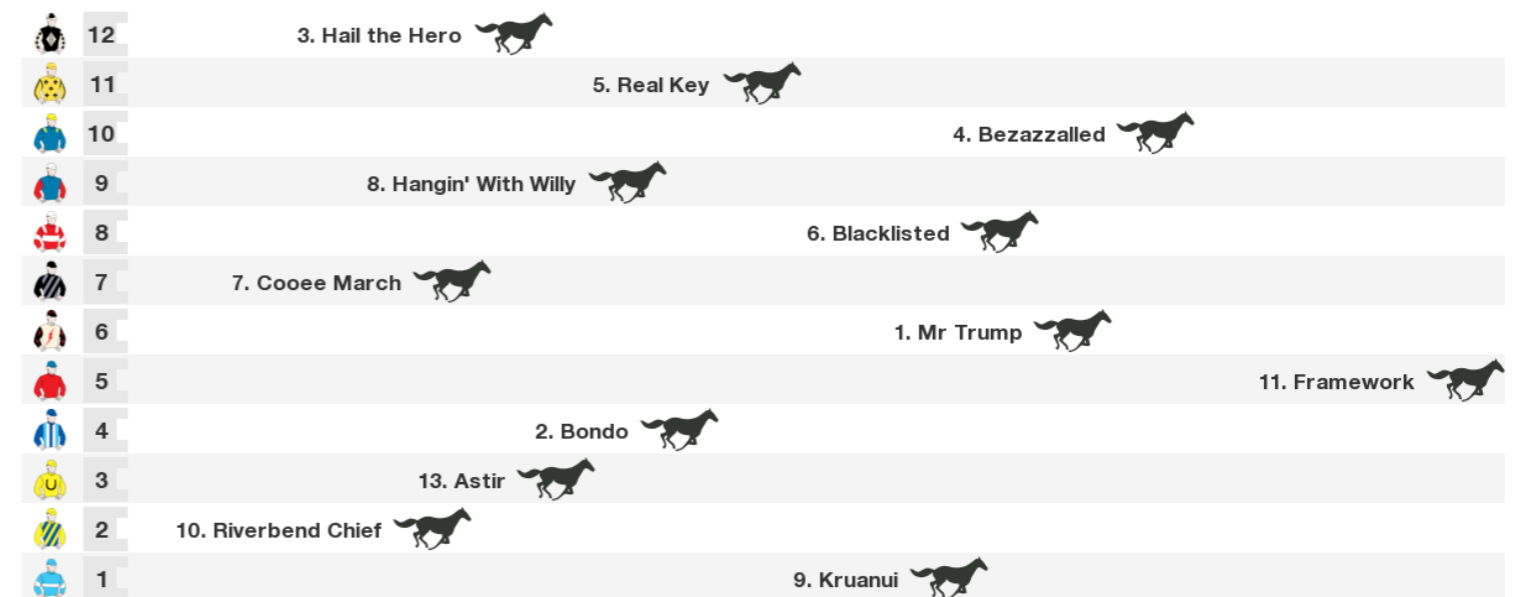 12 3. Hail the Hero
11 5. Real Key
10 4. Bezazzalled
9 8. Hangin' With Willy
8 6. Blacklisted
7 7. Cooee March
6 1. Mr Trump
5 11. Framework
4 2. Bondo
3 13. Astir
U
2 10. Riverbend Chief
1 9. Kruanui